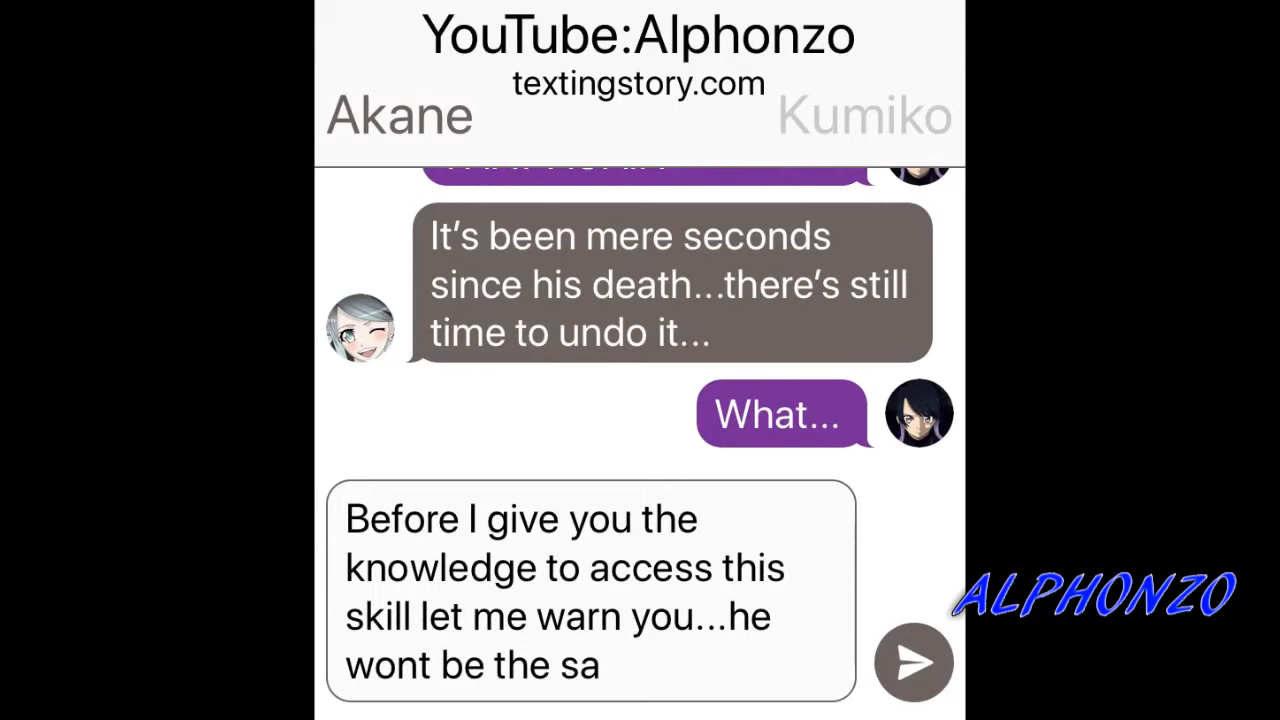 YouTube:Alphonzo
textingstory.com
Akane
Kumiko
It’s been mere seconds
since his death...there’s still
time to undo it...
What...
Before I give you the
knowledge to access this
skill let me warn you...he
wont be the sa
ALPHONZO